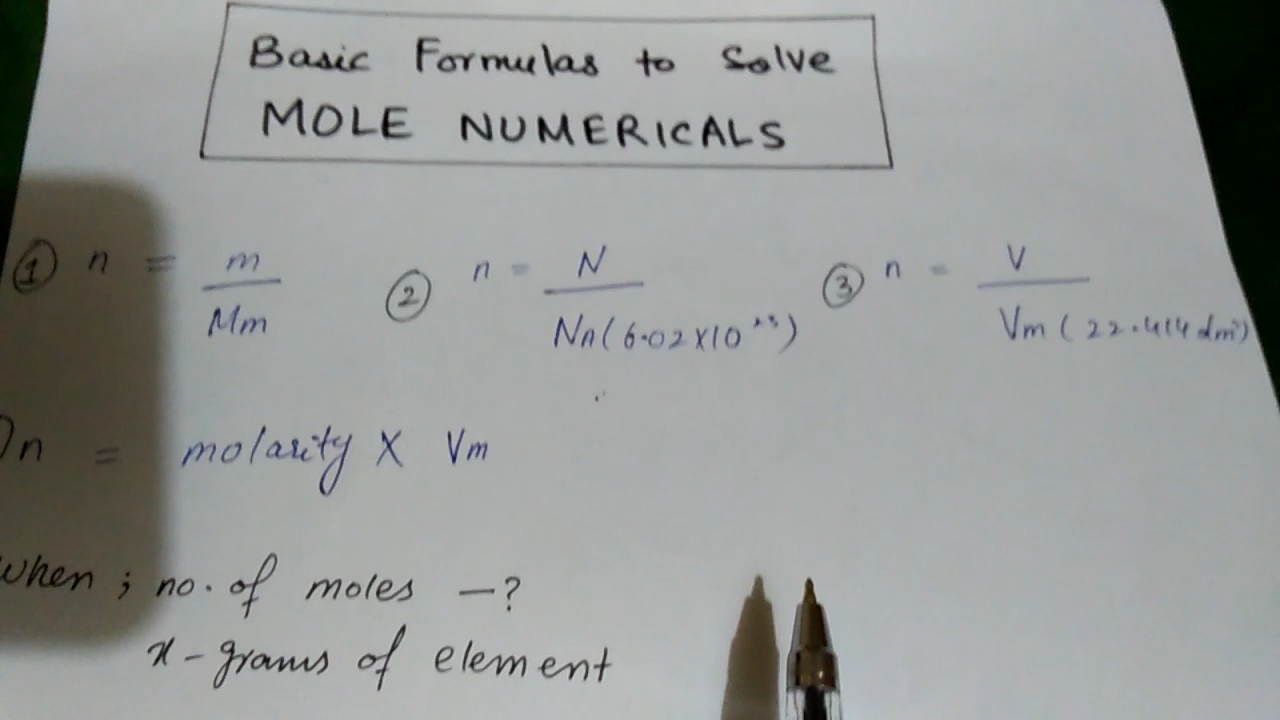 Basic Formulas to Solve
MOLE NUMERICALS
① n = m / Mm ② n = N / NA (6.02 X 10²³) ③ n = V / Vm (22.414 dm³)
n = molarity X Vm
when ; no. of moles —?
x - grams of element